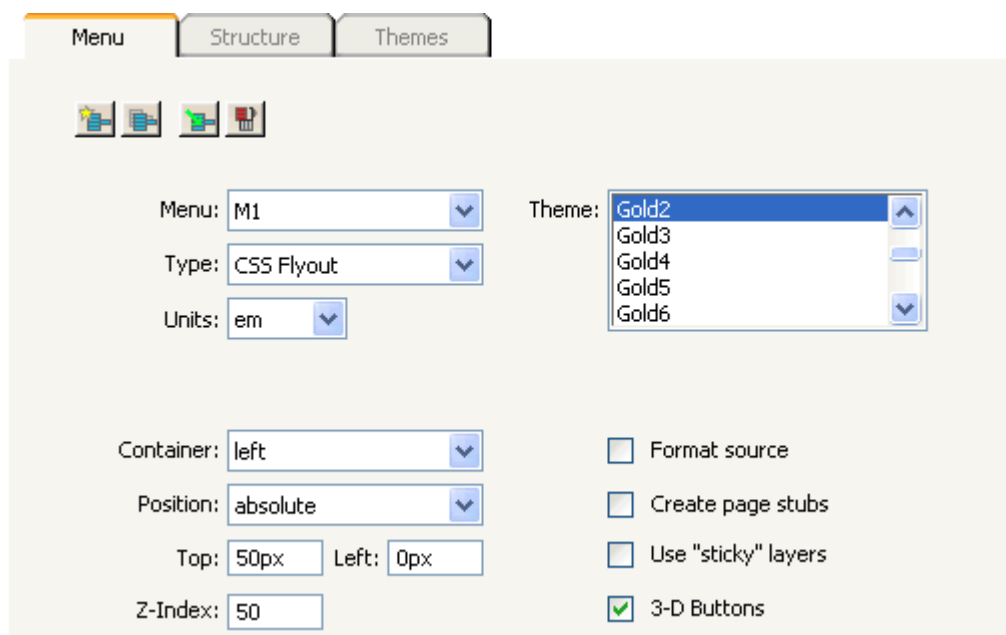 Menu Structure Themes
Menu: M1 Theme: Gold2
Gold3
Type: CSS Flyout Gold4
Gold5
Units: em Gold6
Container: left Format source
Position: absolute Create page stubs
Top: 50px Left: 0px Use "sticky" layers
Z-Index: 50 3-D Buttons